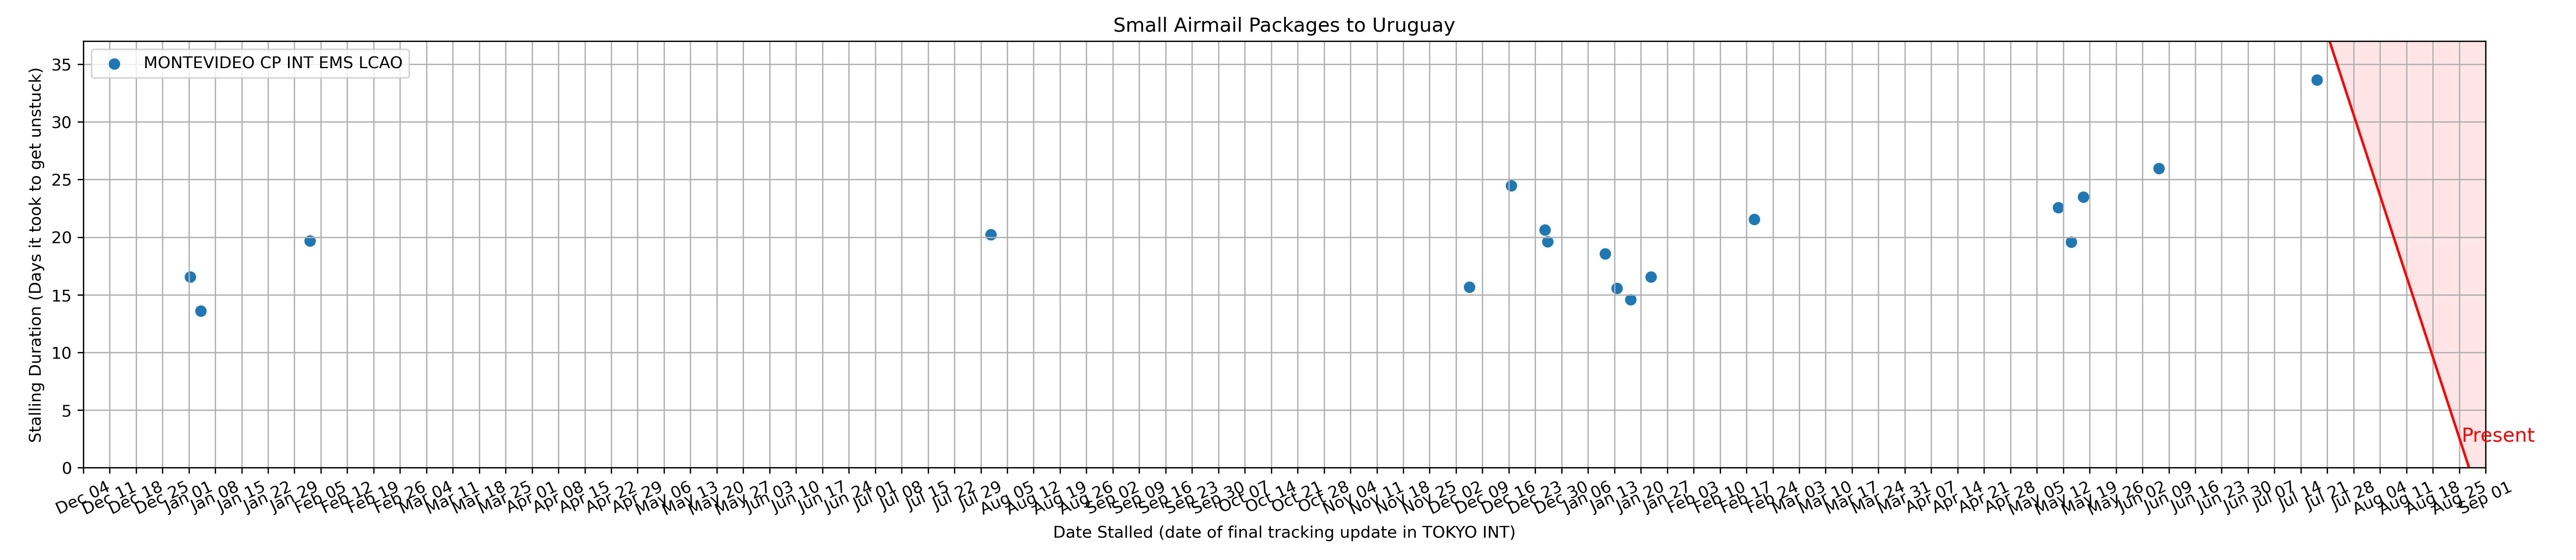 Small Airmail Packages to Uruguay
MONTEVIDEO CP INT EMS LCAO
Stalling Duration (Days it took to get unstuck)
35
30
25
20
15
10
5
0
Present
Dec 04 Dec 11 Dec 18 Dec 25 Jan 01 Jan 08 Jan 15 Jan 22 Jan 29 Feb 05 Feb 12 Feb 19 Feb 26 Mar 04 Mar 11 Mar 18 Mar 25 Apr 01 Apr 08 Apr 15 Apr 22 Apr 29 May 06 May 13 May 20 May 27 Jun 03 Jun 10 Jun 17 Jun 24 Jul 01 Jul 08 Jul 15 Jul 22 Jul 29 Aug 05 Aug 12 Aug 19 Aug 26 Sep 02 Sep 09 Sep 16 Sep 23 Sep 30 Oct 07 Oct 14 Oct 21 Oct 28 Nov 04 Nov 11 Nov 18 Nov 25 Dec 02 Dec 09 Dec 16 Dec 23 Dec 30 Jan 06 Jan 13 Jan 20 Jan 27 Feb 03 Feb 10 Feb 17 Feb 24 Mar 03 Mar 10 Mar 17 Mar 24 Mar 31 Apr 07 Apr 14 Apr 21 Apr 28 May 05 May 12 May 19 May 26 Jun 02 Jun 09 Jun 16 Jun 23 Jun 30 Jul 07 Jul 14 Jul 21 Jul 28 Aug 04 Aug 11 Aug 18 Aug 25 Sep 01
Date Stalled (date of final tracking update in TOKYO INT)